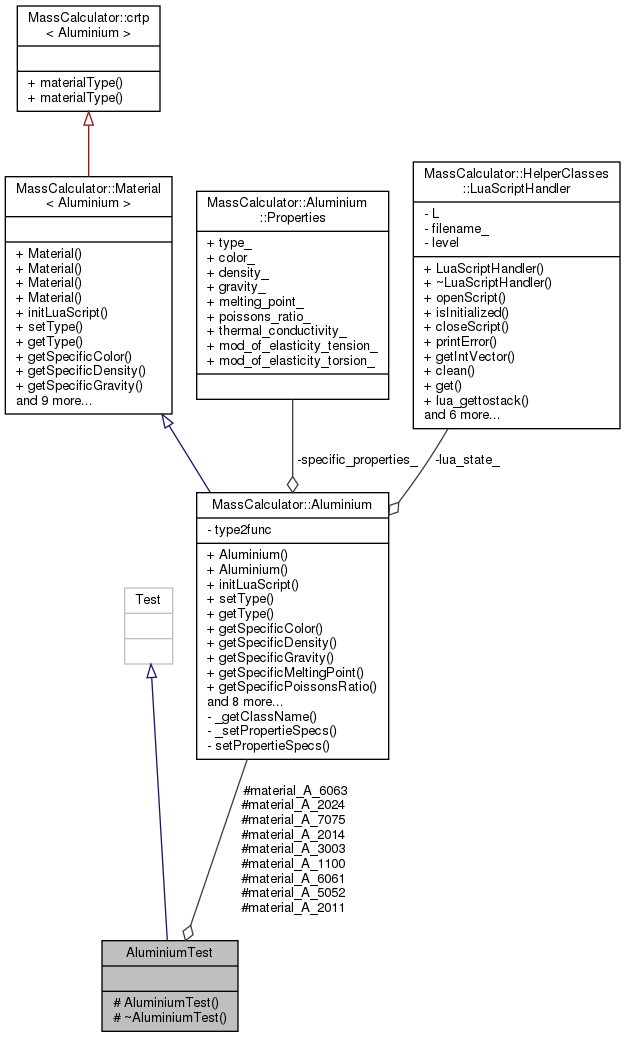 MassCalculator::crtp
< Aluminium >
+ materialType()
+ materialType()
MassCalculator::Material
< Aluminium >
+ Material()
+ Material()
+ Material()
+ Material()
+ initLuaScript()
+ setType()
+ getType()
+ getSpecificColor()
+ getSpecificDensity()
+ getSpecificGravity()
and 9 more...
MassCalculator::Aluminium
::Properties
+ type_
+ color_
+ density_
+ gravity_
+ melting_point_
+ poissons_ratio_
+ thermal_conductivity_
+ mod_of_elasticity_tension_
+ mod_of_elasticity_torsion_
MassCalculator::HelperClasses
::LuaScriptHandler
- L
- filename_
- level
+ LuaScriptHandler()
+ ~LuaScriptHandler()
+ openScript()
+ isInitialized()
+ closeScript()
+ printError()
+ getIntVector()
+ clean()
+ get()
+ lua_gettostack()
and 6 more...
-specific_properties_
-lua_state_
MassCalculator::Aluminium
- type2func
+ Aluminium()
+ Aluminium()
+ initLuaScript()
+ setType()
+ getType()
+ getSpecificColor()
+ getSpecificDensity()
+ getSpecificGravity()
+ getSpecificMeltingPoint()
+ getSpecificPoissonsRatio()
and 8 more...
- _getClassName()
- _setPropertieSpecs()
- setPropertieSpecs()
Test
#material_A_6063
#material_A_2024
#material_A_7075
#material_A_2014
#material_A_3003
#material_A_1100
#material_A_6061
#material_A_5052
#material_A_2011
AluminiumTest
# AluminiumTest()
# ~AluminiumTest()